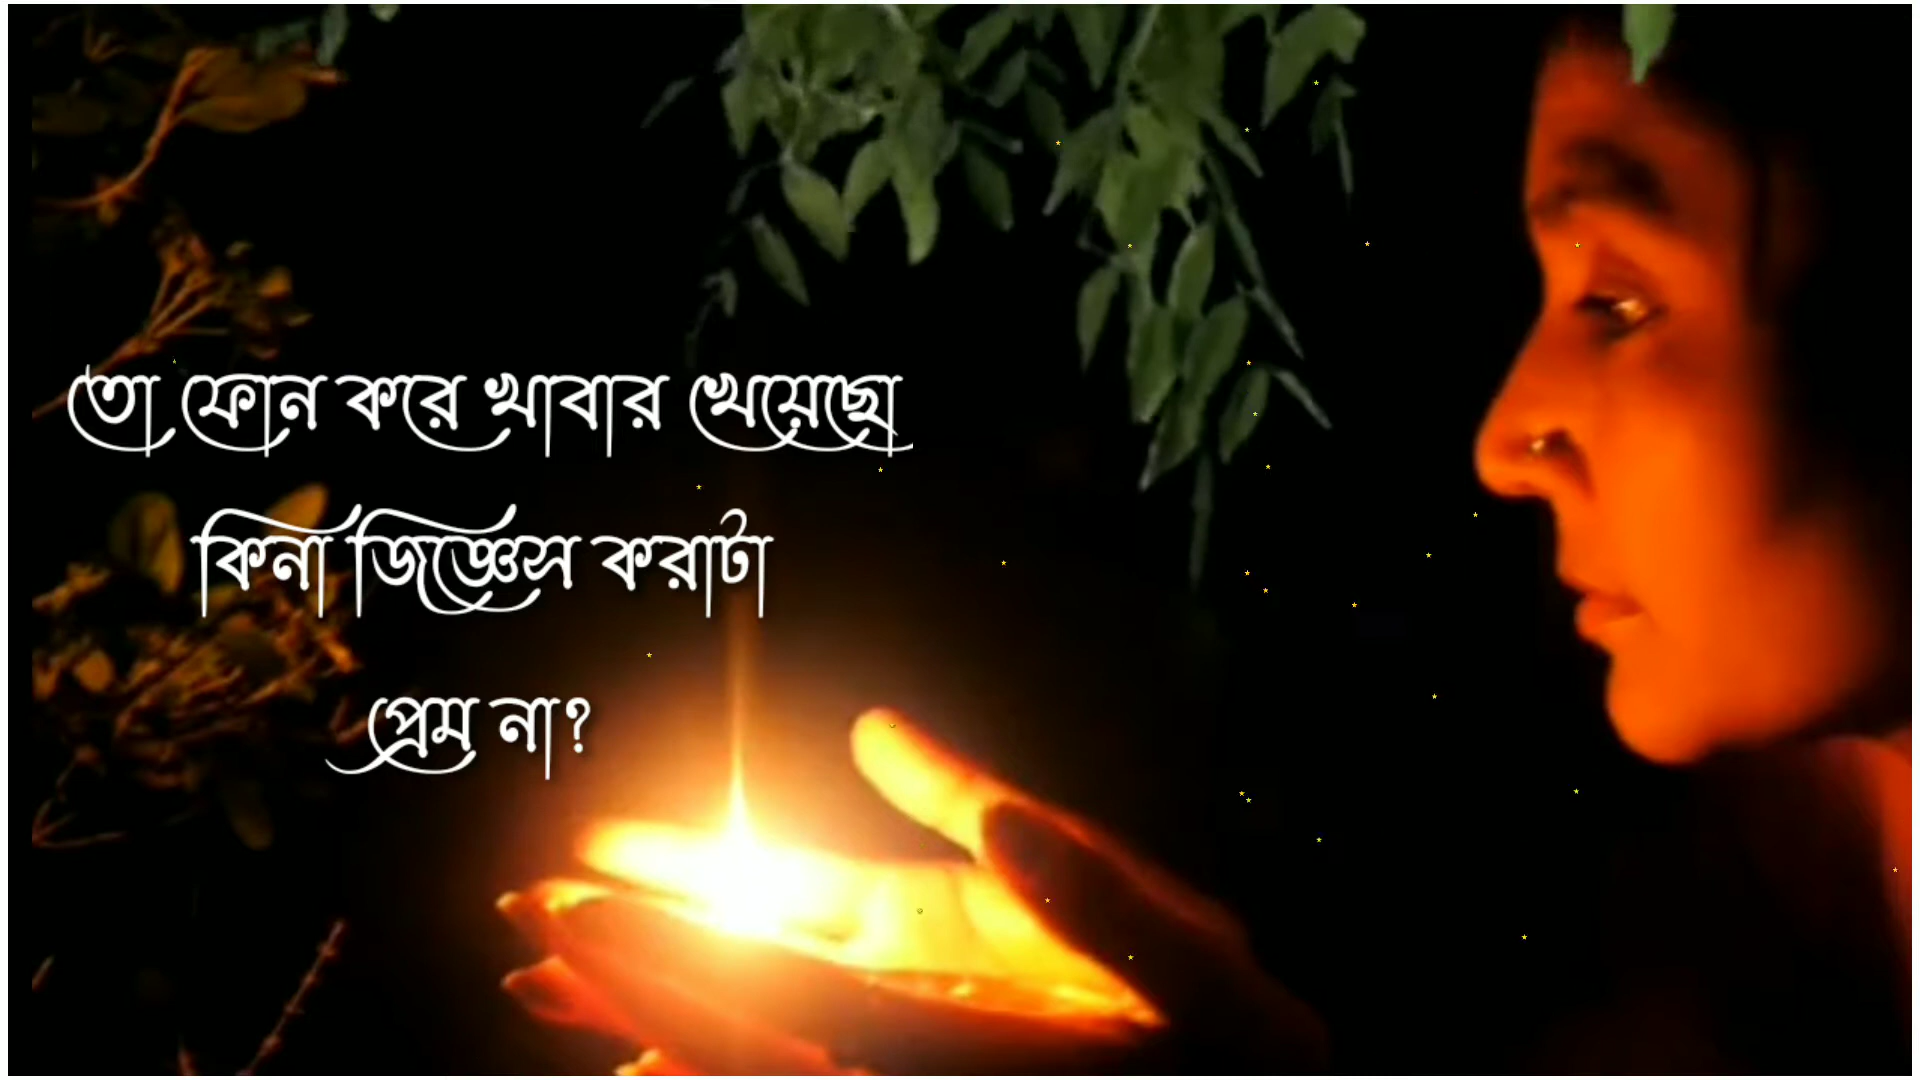 তো ফোন করে খাবার খেয়েছো
কিনা জিজ্ঞেস করাটা
প্রেম না?